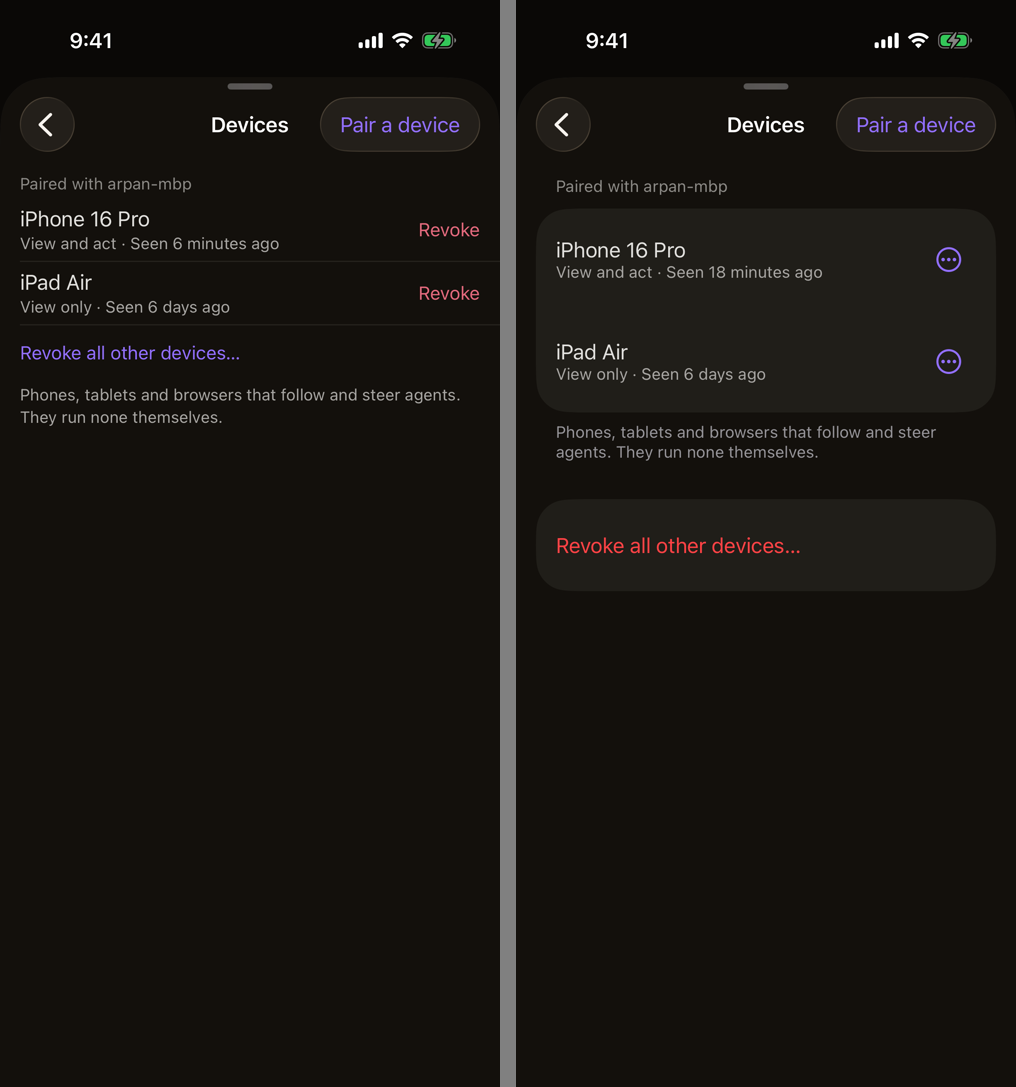 9:41
Devices
Pair a device
Paired with arpan-mbp
iPhone 16 Pro
View and act · Seen 6 minutes ago
Revoke
iPad Air
View only · Seen 6 days ago
Revoke
Revoke all other devices...
Phones, tablets and browsers that follow and steer agents.
They run none themselves.
9:41
Devices
Pair a device
Paired with arpan-mbp
iPhone 16 Pro
View and act · Seen 18 minutes ago
iPad Air
View only · Seen 6 days ago
Phones, tablets and browsers that follow and steer
agents. They run none themselves.
Revoke all other devices...